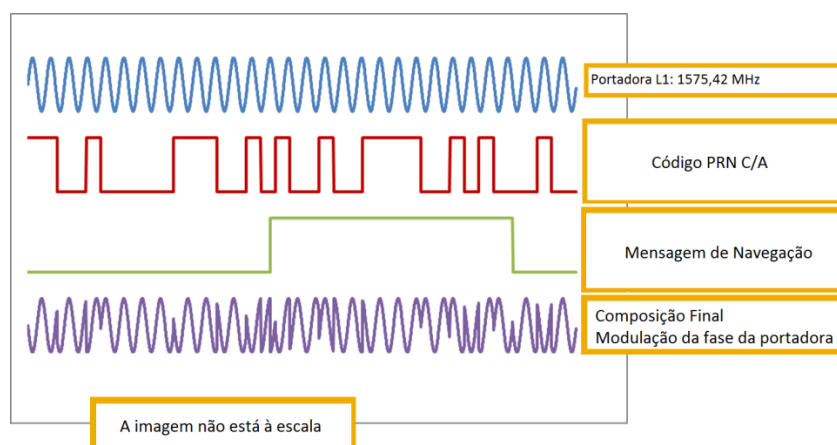 Portadora L1: 1575,42 MHz
Código PRN C/A
Mensagem de Navegação
Composição Final
Modulação da fase da portadora
A imagem não está à escala